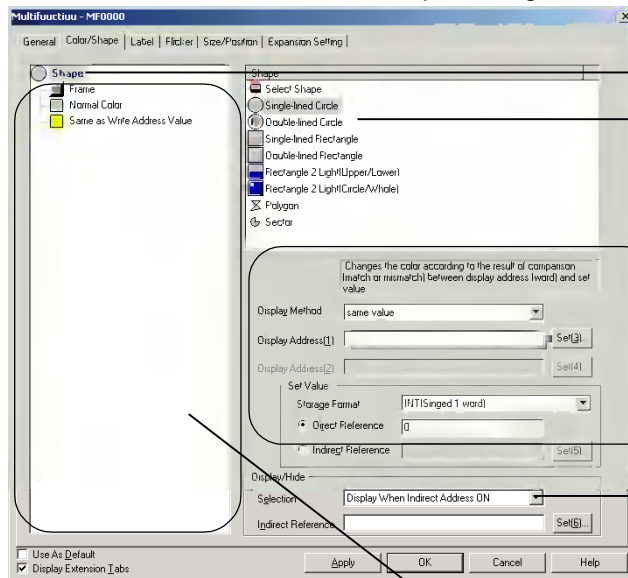 Multifuuctiuu - MF0000
General Color/Shape Label Flicker Size/Position Expansion Setting
Shape
Frame
Normal Color
Same as Write Address Value
Shape
Select Shape
Single-lined Circle
Double-lined Circle
Single-lined Rectangle
Double-lined Rectangle
Rectangle 2 Light(Upper/Lower)
Rectangle 2 Light(Circle/Whole)
Polygon
Sector
Changes the color according to the result of comparison
(match or mismatch) between display address (word) and set
value
Display Method same value
Display Address(1) Set(3)...
Display Address(2) Set(4)
Set Value
Storage Format INT(Singed 1 word)
Direct Reference 0
Indirect Reference Set(5)
Display/Hide
Selection Display When Indirect Address ON
Indirect Reference Set(6)...
Use As Default
Display Extension Tabs
Apply OK Cancel Help